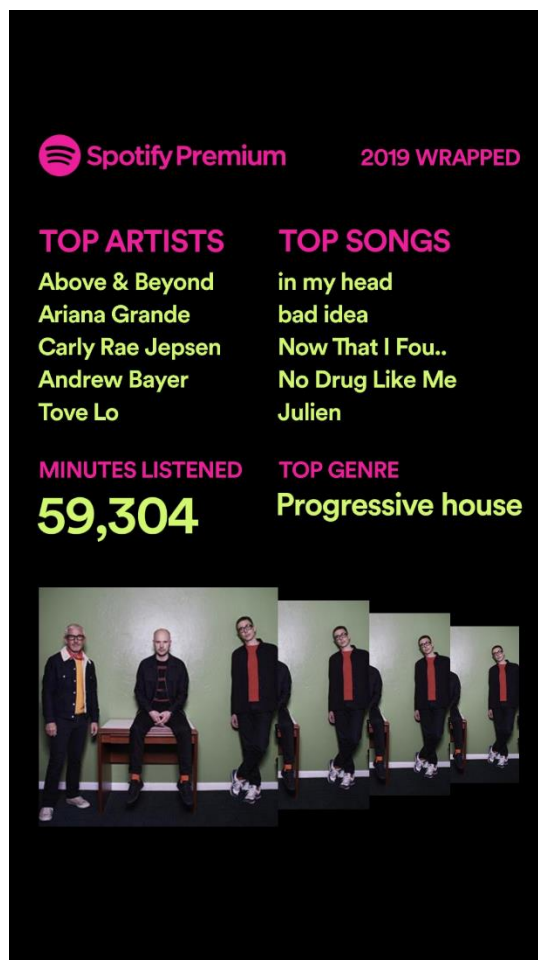 Spotify Premium
2019 WRAPPED
TOP ARTISTS
Above & Beyond
Ariana Grande
Carly Rae Jepsen
Andrew Bayer
Tove Lo
TOP SONGS
in my head
bad idea
Now That I Fou..
No Drug Like Me
Julien
MINUTES LISTENED
59,304
TOP GENRE
Progressive house